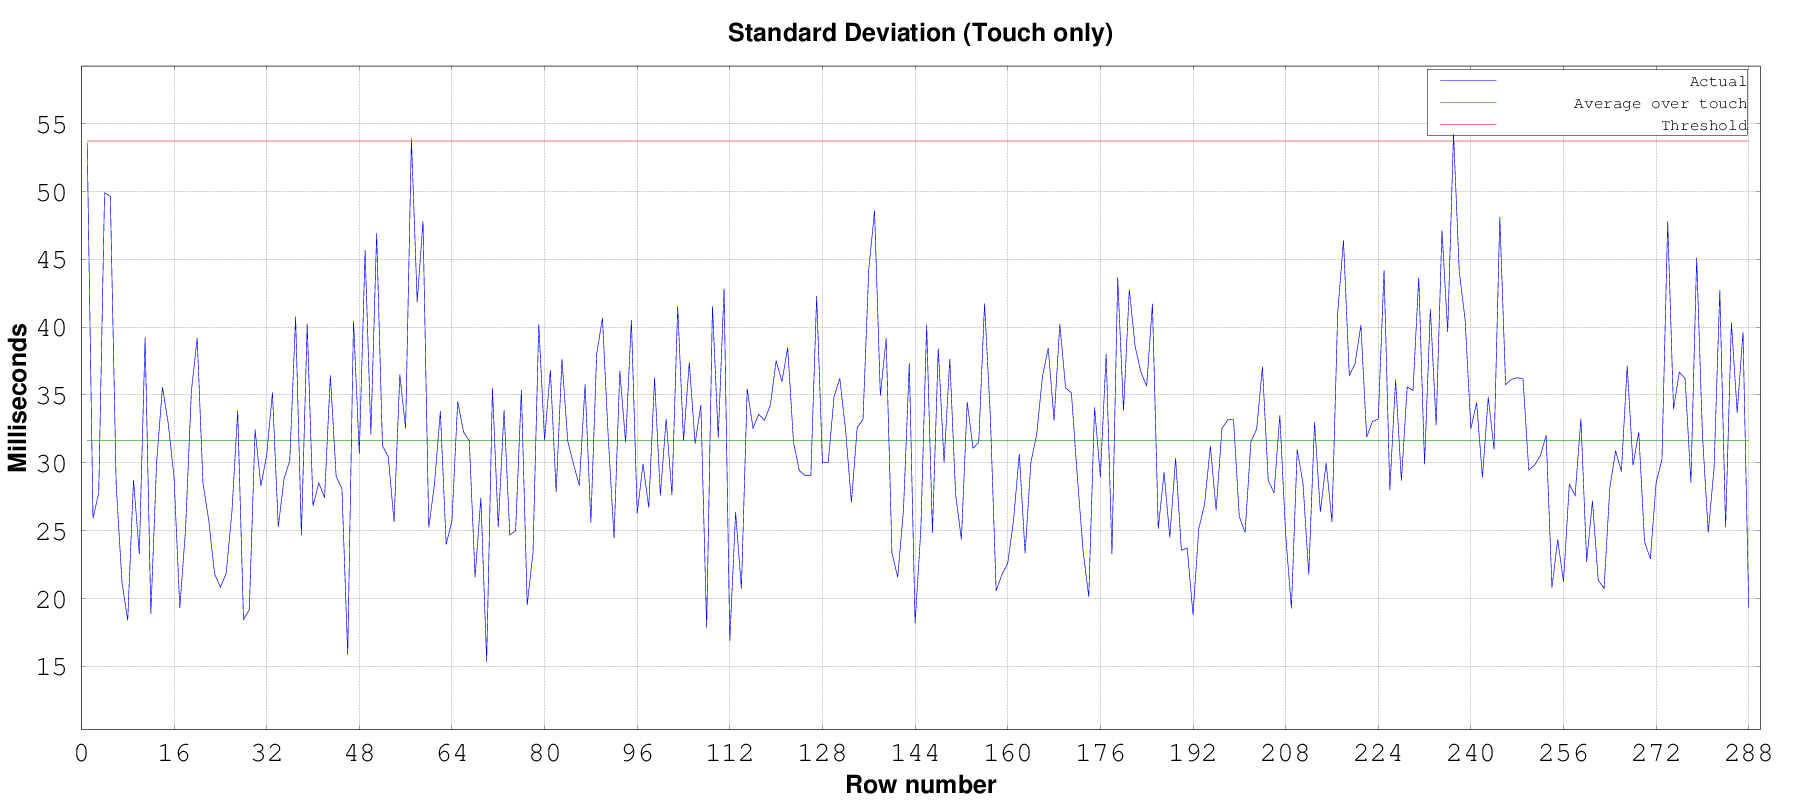 Standard Deviation (Touch only)
Actual
Average over touch
Threshold
55
50
45
40
35
30
25
20
15
Milliseconds
0 16 32 48 64 80 96 112 128 144 160 176 192 208 224 240 256 272 288
Row number